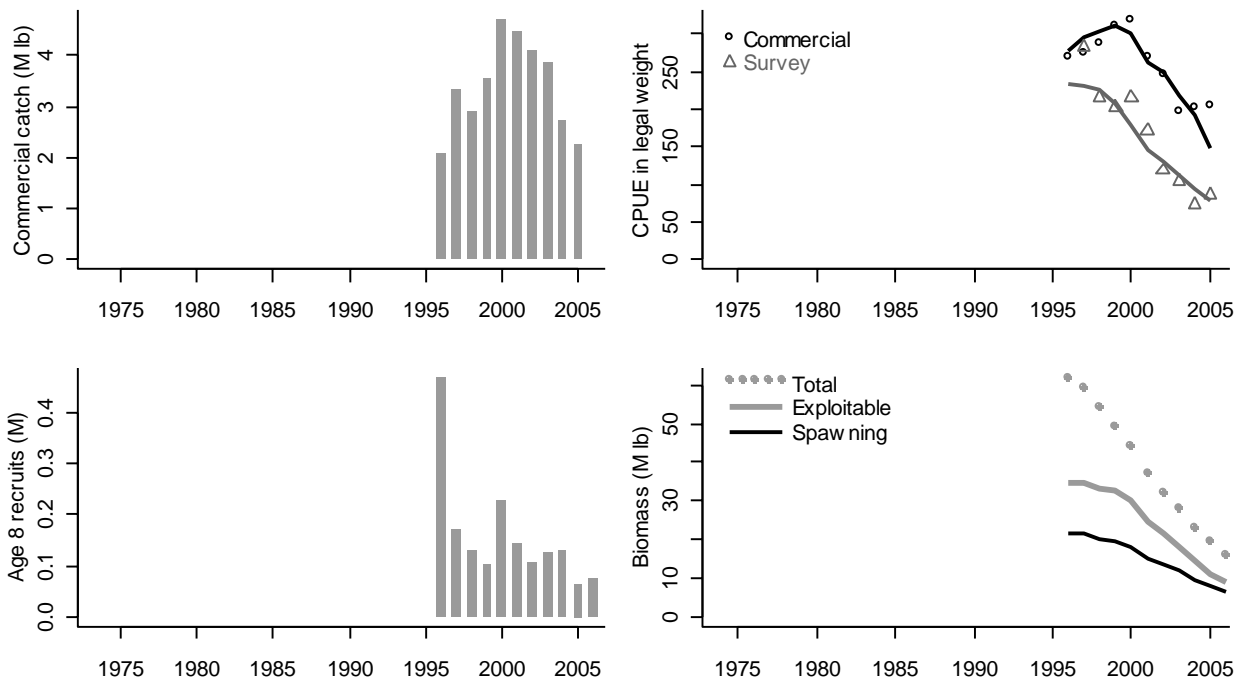 Commercial catch (M lb)
0 1 2 3 4
1975 1980 1985 1990 1995 2000 2005
CPUE in legal weight
0 50 150 250
Commercial
Survey
1975 1980 1985 1990 1995 2000 2005
Age 8 recruits (M)
0.0 0.1 0.2 0.3 0.4
1975 1980 1985 1990 1995 2000 2005
Biomass (M lb)
0 10 30 50
Total
Exploitable
Spawning
1975 1980 1985 1990 1995 2000 2005